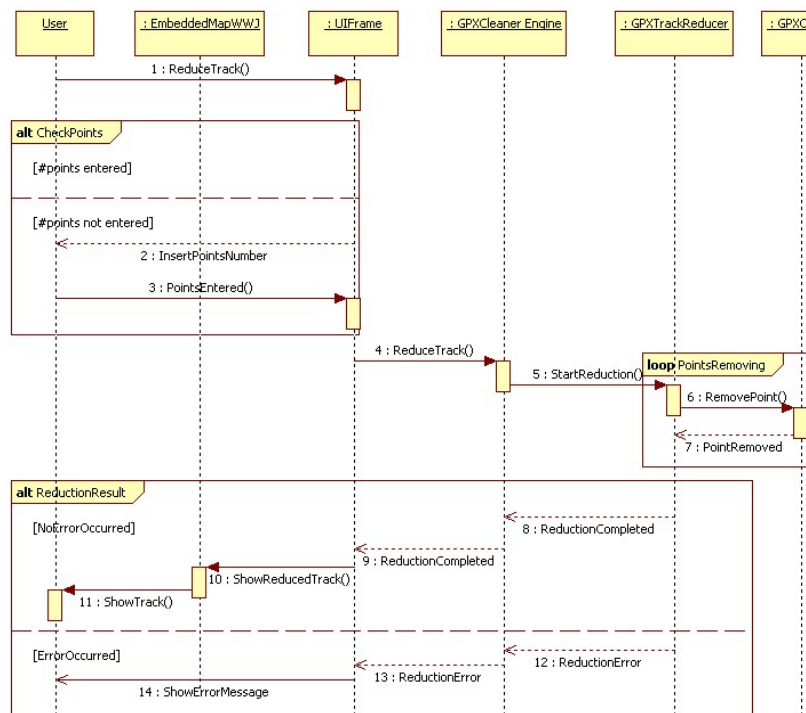 User
: EmbeddedMapWWJ
: UIFrame
: GPXCleaner Engine
: GPXTrackReducer
: GPXC
1 : ReduceTrack()
alt CheckPoints
[#points entered]
[#points not entered]
2 : InsertPointsNumber
3 : PointsEntered()
4 : ReduceTrack()
loop PointsRemoving
5 : StartReduction()
6 : RemovePoint()
7 : PointRemoved
alt ReductionResult
[NoErrorOccurred]
8 : ReductionCompleted
9 : ReductionCompleted
10 : ShowReducedTrack()
11 : ShowTrack()
[ErrorOccurred]
12 : ReductionError
13 : ReductionError
14 : ShowErrorMessage